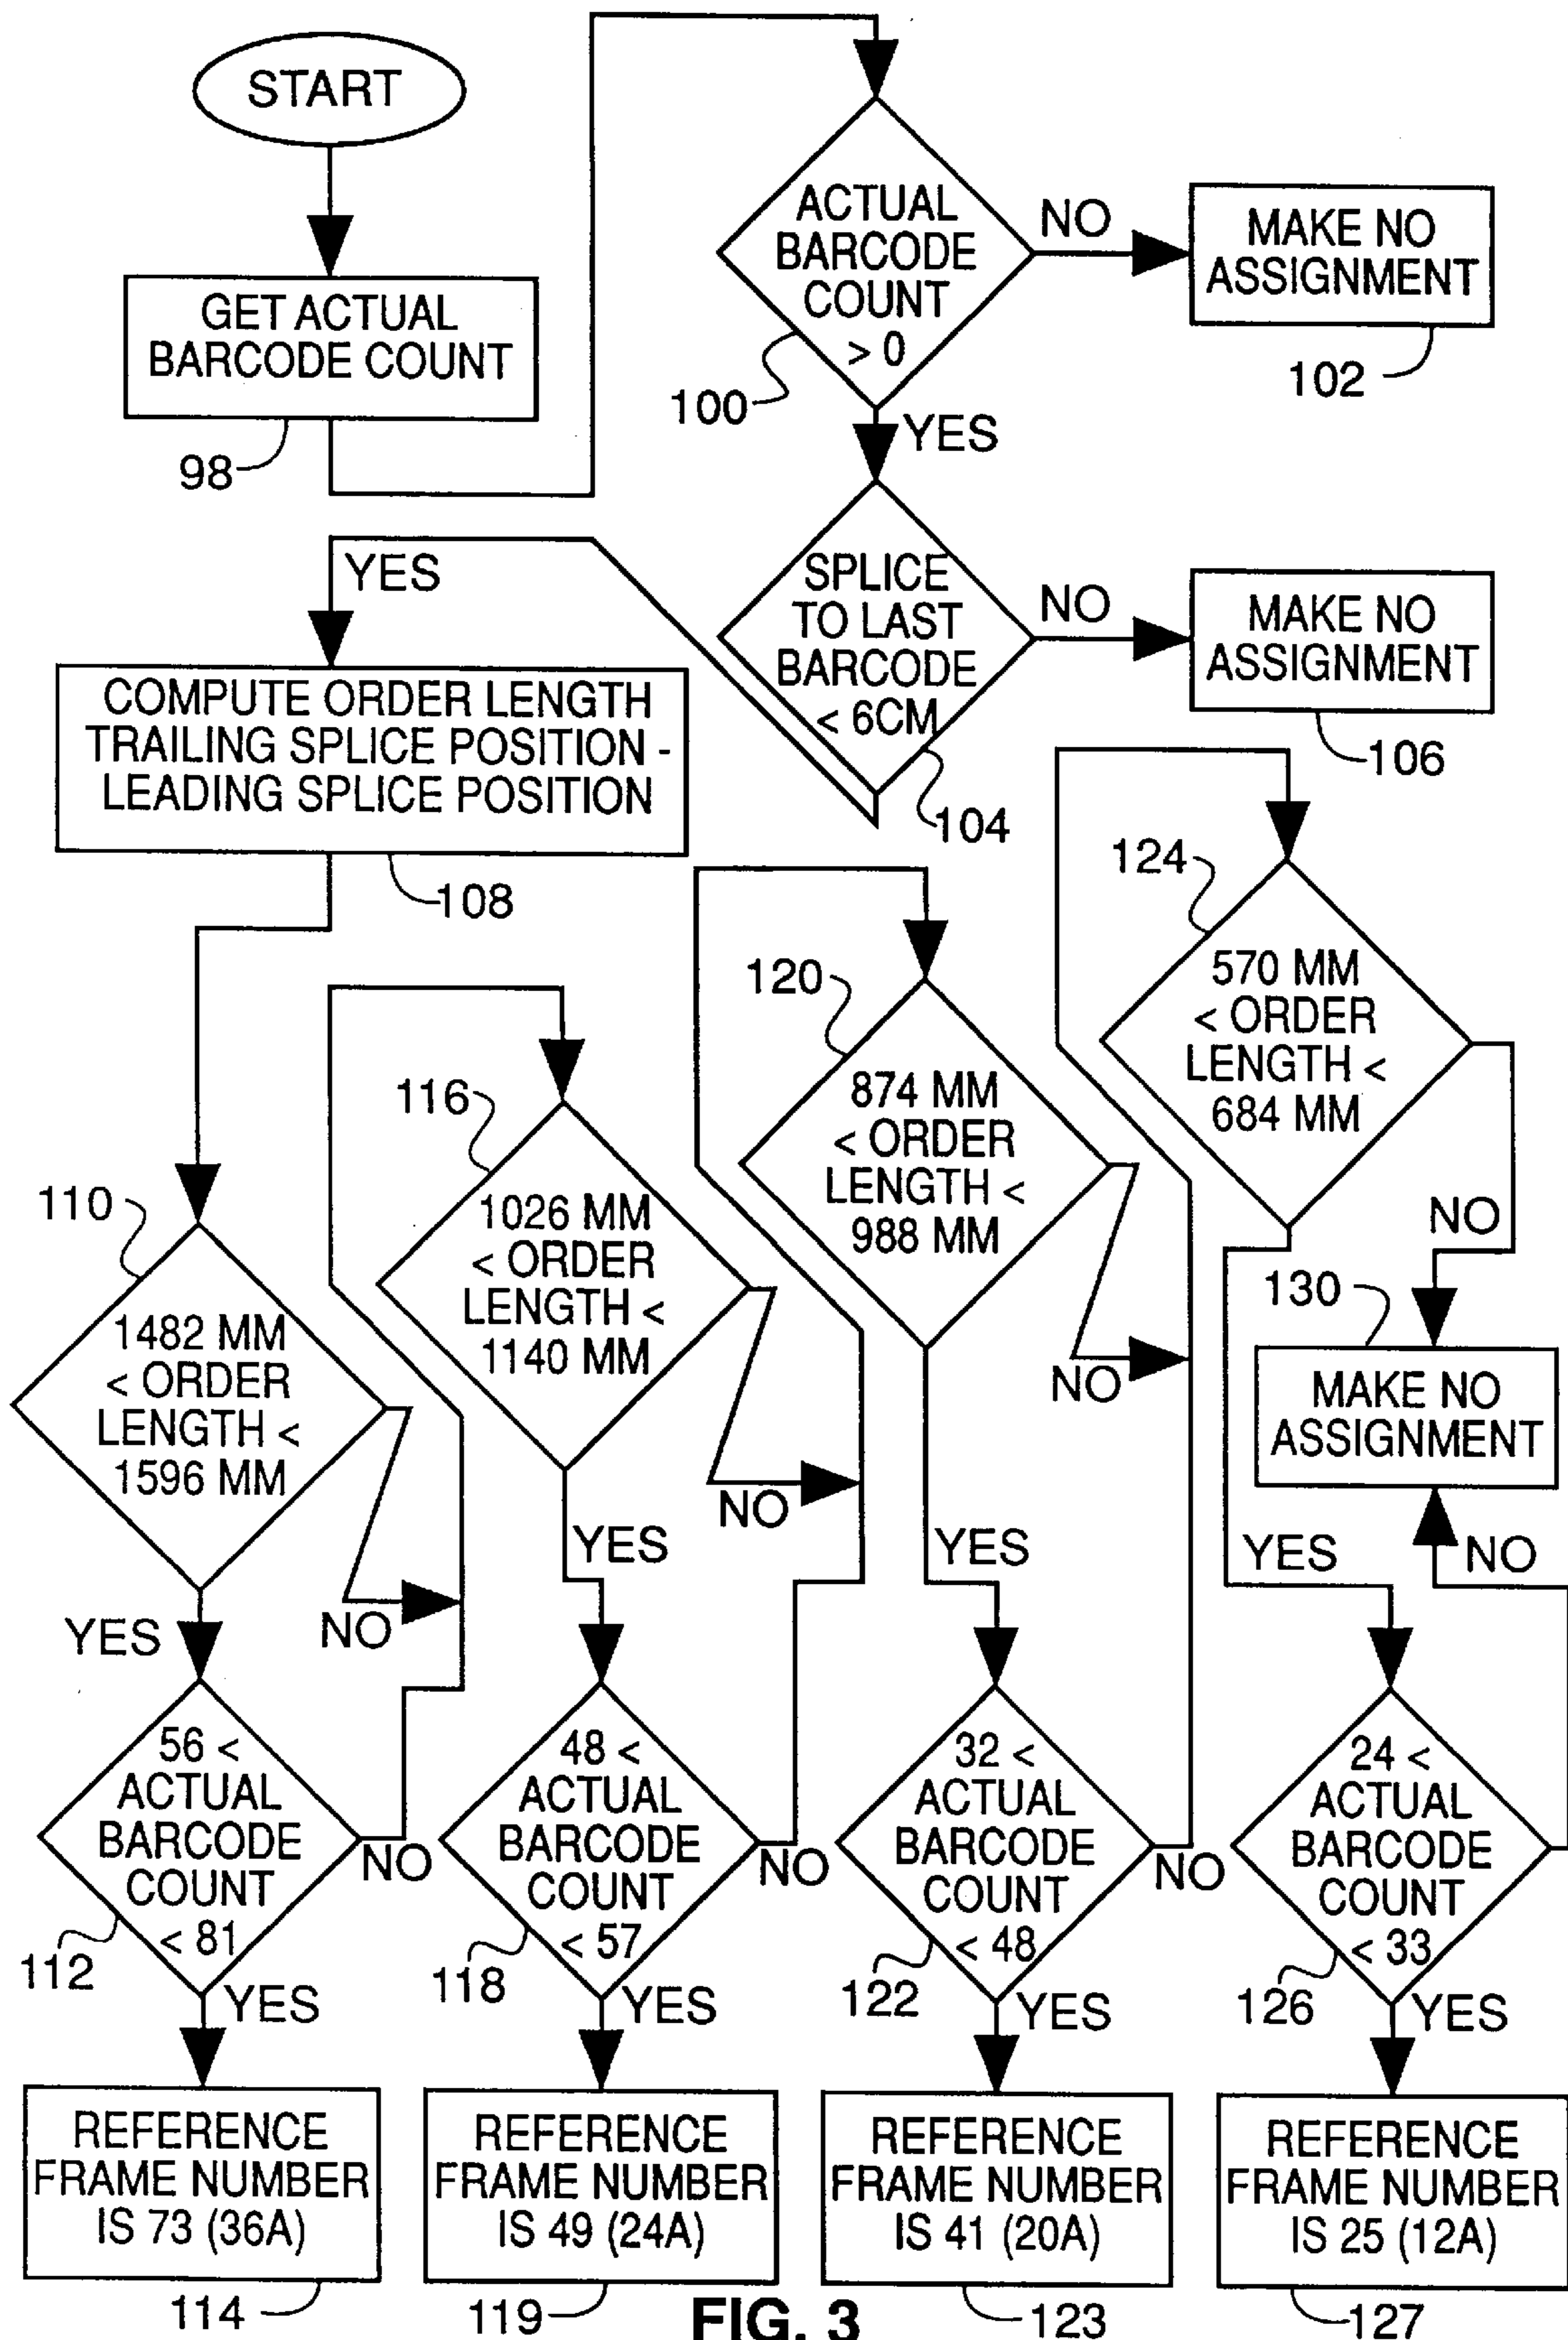 START
GET ACTUAL
BARCODE COUNT
98
ACTUAL
BARCODE
COUNT
> 0
100
NO
MAKE NO
ASSIGNMENT
102
YES
SPLICE
TO LAST
BARCODE
< 6CM
104
NO
MAKE NO
ASSIGNMENT
106
YES
COMPUTE ORDER LENGTH
TRAILING SPLICE POSITION -
LEADING SPLICE POSITION
108
110
1482 MM
< ORDER
LENGTH <
1596 MM
NO
YES
56 <
ACTUAL
BARCODE
COUNT
< 81
112
NO
YES
REFERENCE
FRAME NUMBER
IS 73 (36A)
114
116
1026 MM
< ORDER
LENGTH <
1140 MM
NO
YES
48 <
ACTUAL
BARCODE
COUNT
< 57
118
NO
YES
REFERENCE
FRAME NUMBER
IS 49 (24A)
119
120
874 MM
< ORDER
LENGTH <
988 MM
NO
YES
32 <
ACTUAL
BARCODE
COUNT
< 48
122
NO
YES
REFERENCE
FRAME NUMBER
IS 41 (20A)
123
124
570 MM
< ORDER
LENGTH <
684 MM
NO
130
MAKE NO
ASSIGNMENT
YES
NO
24 <
ACTUAL
BARCODE
COUNT
< 33
126
YES
REFERENCE
FRAME NUMBER
IS 25 (12A)
127
FIG. 3